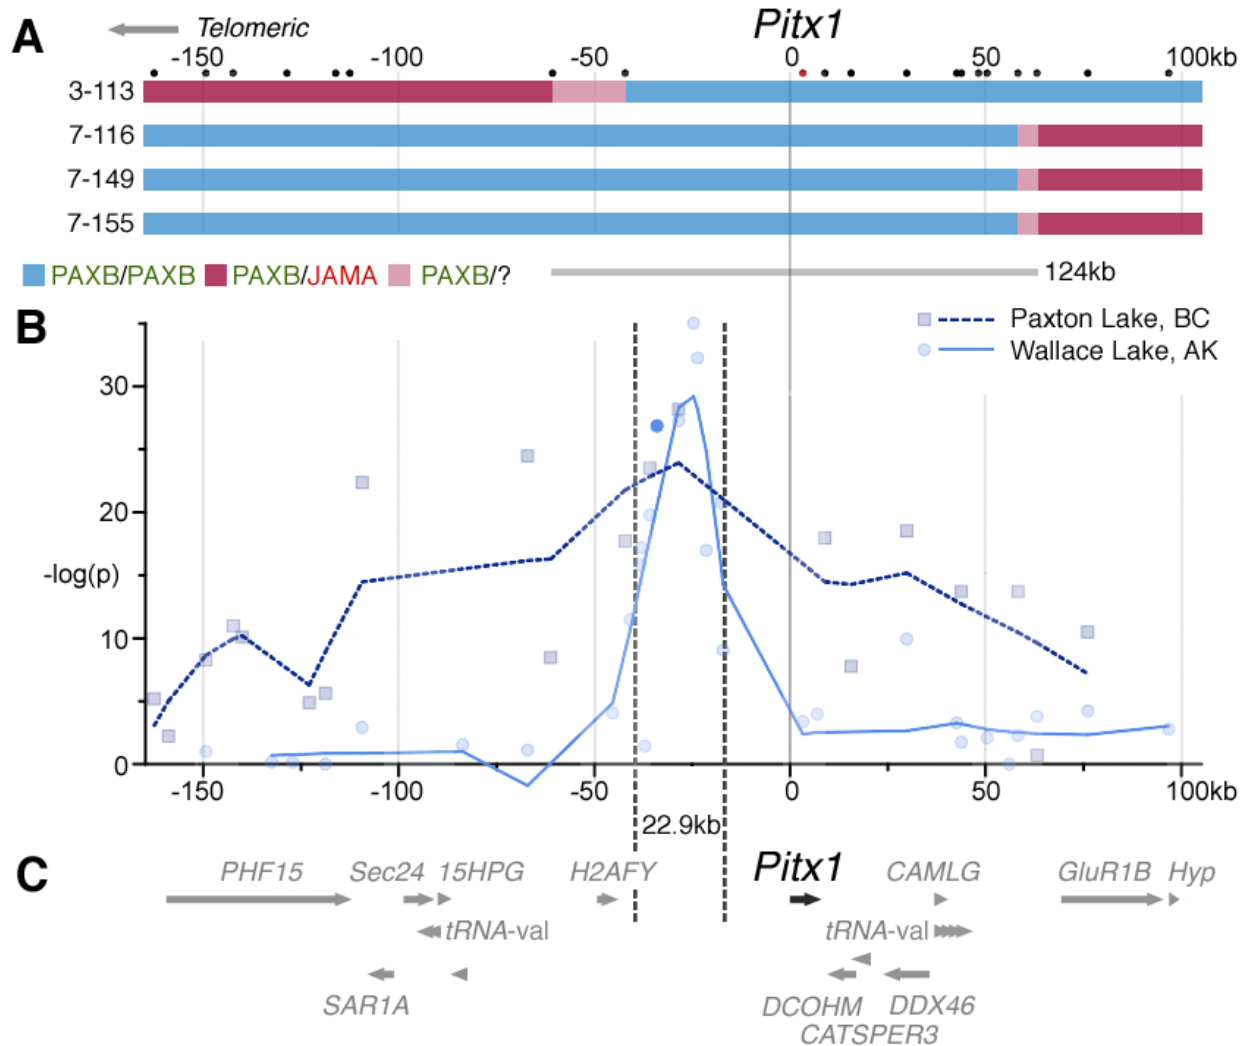 A
Telomeric
Pitx1
-150 -100 -50 0 50 100kb
3-113
7-116
7-149
7-155
PAXB/PAXB PAXB/JAMA PAXB/? 124kb
B
Paxton Lake, BC
Wallace Lake, AK
30
20
-log(p)
10
0
-150 -100 -50 0 50 100kb
22.9kb
C
PHF15 Sec24 15HPG H2AFY Pitx1 CAMLG GluR1B Hyp
tRNA-val tRNA-val
SAR1A DCOHM DDX46
CATSPER3